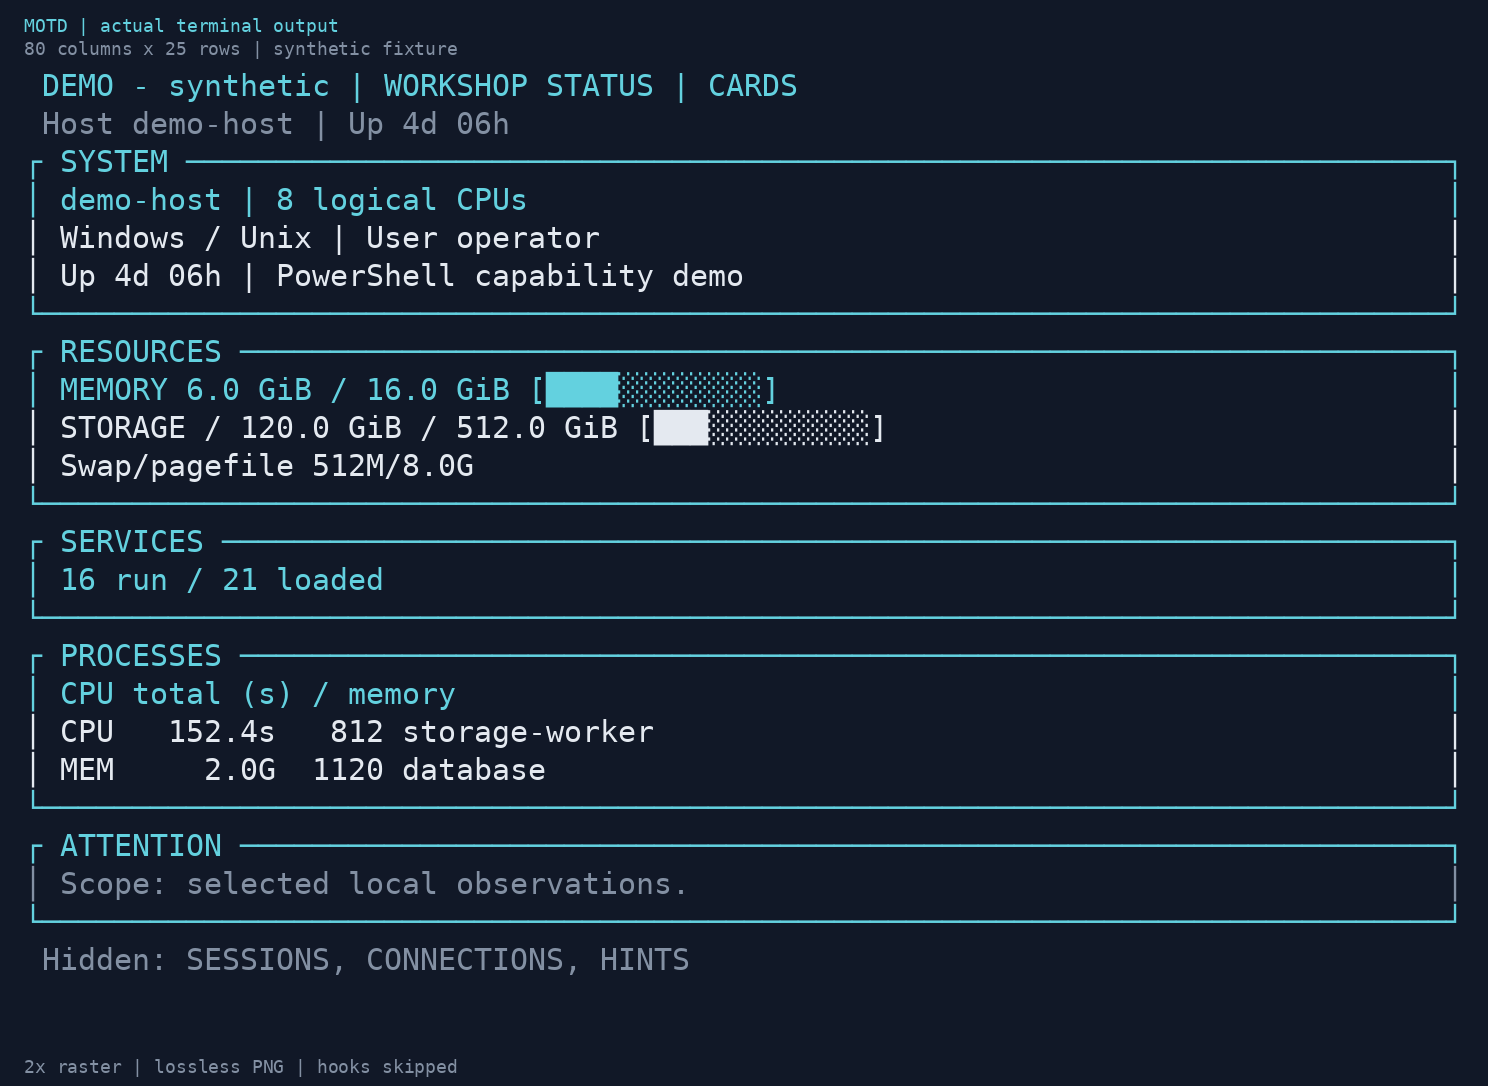 MOTD | actual terminal output
80 columns x 25 rows | synthetic fixture
DEMO - synthetic | WORKSHOP STATUS | CARDS
Host demo-host | Up 4d 06h
SYSTEM
demo-host | 8 logical CPUs
Windows / Unix | User operator
Up 4d 06h | PowerShell capability demo
RESOURCES
MEMORY 6.0 GiB / 16.0 GiB [████░░░░░░░░]
STORAGE / 120.0 GiB / 512.0 GiB [███░░░░░░░░░]
Swap/pagefile 512M/8.0G
SERVICES
16 run / 21 loaded
PROCESSES
CPU total (s) / memory
CPU   152.4s   812 storage-worker
MEM     2.0G  1120 database
ATTENTION
Scope: selected local observations.
Hidden: SESSIONS, CONNECTIONS, HINTS
2x raster | lossless PNG | hooks skipped